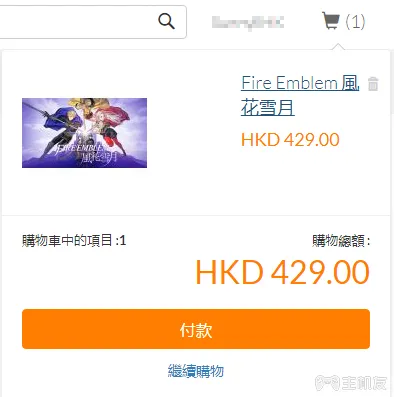 (1)
Fire Emblem 風
花雪月
FIRE EMBLEM
風花雪月
HKD 429.00
購物車中的項目 :1
購物總額 :
HKD 429.00
付款
繼續購物
主机友